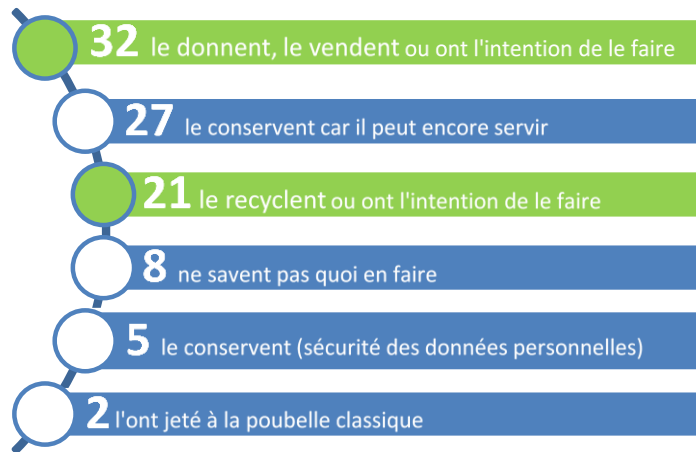 32 le donnent, le vendent ou ont l'intention de le faire
27 le conservent car il peut encore servir
21 le recyclent ou ont l'intention de le faire
8 ne savent pas quoi en faire
5 le conservent (sécurité des données personnelles)
2 l'ont jeté à la poubelle classique